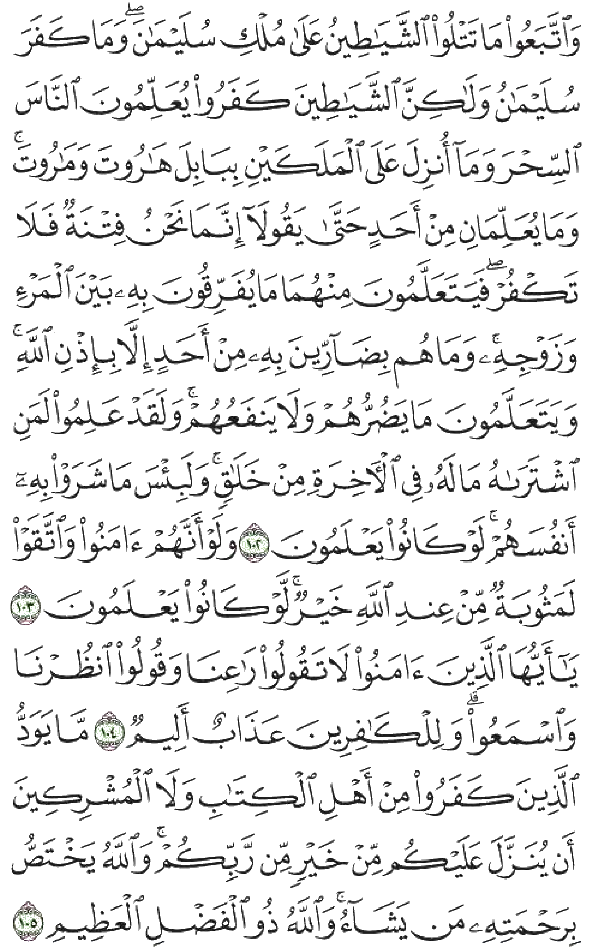 وَٱتَّبَعُوا۟ مَا تَتْلُوا۟ ٱلشَّيَـٰطِينُ عَلَىٰ مُلْكِ سُلَيْمَـٰنَ ۖ وَمَا كَفَرَ
سُلَيْمَـٰنُ وَلَـٰكِنَّ ٱلشَّيَـٰطِينَ كَفَرُوا۟ يُعَلِّمُونَ ٱلنَّاسَ
ٱلسِّحْرَ وَمَآ أُنزِلَ عَلَى ٱلْمَلَكَيْنِ بِبَابِلَ هَـٰرُوتَ وَمَـٰرُوتَ ۚ
وَمَا يُعَلِّمَانِ مِنْ أَحَدٍ حَتَّىٰ يَقُولَآ إِنَّمَا نَحْنُ فِتْنَةٌ فَلَا
تَكْفُرْ ۖ فَيَتَعَلَّمُونَ مِنْهُمَا مَا يُفَرِّقُونَ بِهِۦ بَيْنَ ٱلْمَرْءِ
وَزَوْجِهِۦ ۚ وَمَا هُم بِضَآرِّينَ بِهِۦ مِنْ أَحَدٍ إِلَّا بِإِذْنِ ٱللَّهِ ۚ
وَيَتَعَلَّمُونَ مَا يَضُرُّهُمْ وَلَا يَنفَعُهُمْ ۚ وَلَقَدْ عَلِمُوا۟ لَمَنِ
ٱشْتَرَىٰهُ مَا لَهُۥ فِى ٱلْـَٔاخِرَةِ مِنْ خَلَـٰقٍ ۚ وَلَبِئْسَ مَا شَرَوْا۟ بِهِۦٓ
أَنفُسَهُمْ ۚ لَوْ كَانُوا۟ يَعْلَمُونَ ١٠٢ وَلَوْ أَنَّهُمْ ءَامَنُوا۟ وَٱتَّقَوْا۟
لَمَثُوبَةٌ مِّنْ عِندِ ٱللَّهِ خَيْرٌ ۖ لَّوْ كَانُوا۟ يَعْلَمُونَ ١٠٣
يَـٰٓأَيُّهَا ٱلَّذِينَ ءَامَنُوا۟ لَا تَقُولُوا۟ رَٰعِنَا وَقُولُوا۟ ٱنظُرْنَا
وَٱسْمَعُوا۟ ۗ وَلِلْكَـٰفِرِينَ عَذَابٌ أَلِيمٌ ١٠٤ مَّا يَوَدُّ
ٱلَّذِينَ كَفَرُوا۟ مِنْ أَهْلِ ٱلْكِتَـٰبِ وَلَا ٱلْمُشْرِكِينَ
أَن يُنَزَّلَ عَلَيْكُم مِّنْ خَيْرٍ مِّن رَّبِّكُمْ ۗ وَٱللَّهُ يَخْتَصُّ
بِرَحْمَتِهِۦ مَن يَشَآءُ ۚ وَٱللَّهُ ذُو ٱلْفَضْلِ ٱلْعَظِيمِ ١٠٥